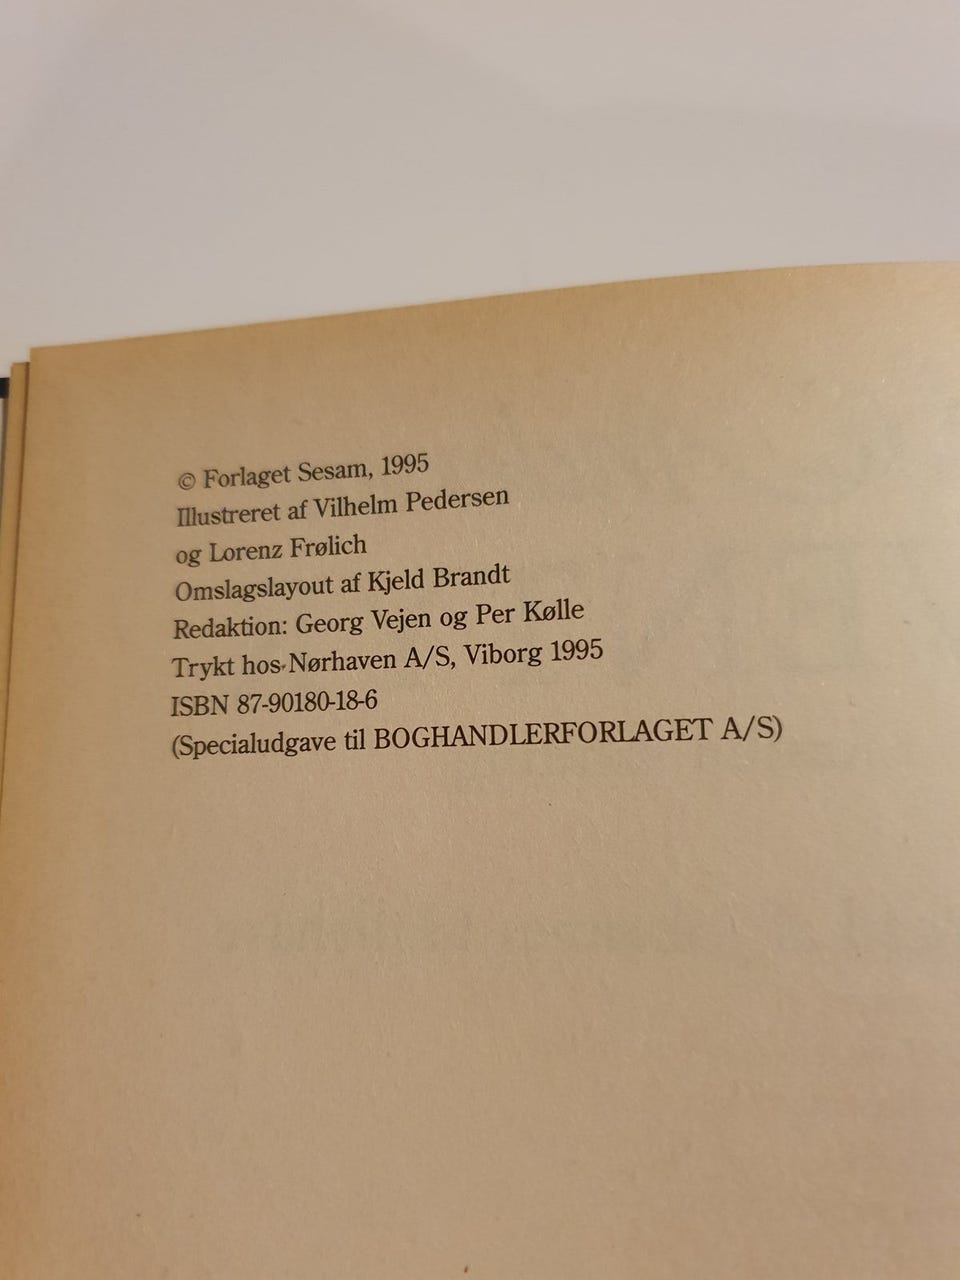 © Forlaget Sesam, 1995
Illustreret af Vilhelm Pedersen
og Lorenz Frølich
Omslagslayout af Kjeld Brandt
Redaktion: Georg Vejen og Per Kølle
Trykt hos Nørhaven A/S, Viborg 1995
ISBN 87-90180-18-6
(Specialudgave til BOGHANDLERFORLAGET A/S)